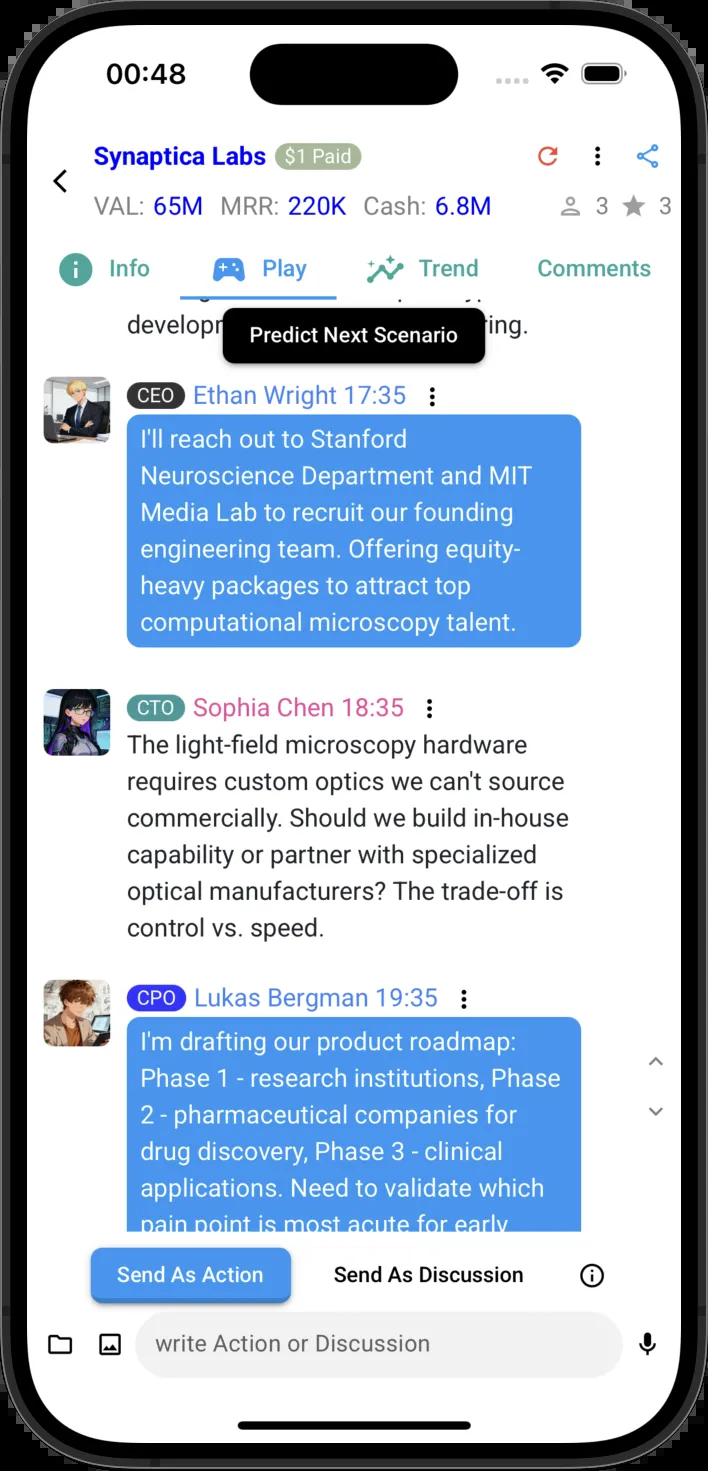 00:48
Synaptica Labs $1 Paid
VAL: 65M MRR: 220K Cash: 6.8M 3 3
Info Play Trend Comments
Predict Next Scenario
developr ring.
CEO Ethan Wright 17:35
I'll reach out to Stanford
Neuroscience Department and MIT
Media Lab to recruit our founding
engineering team. Offering equity-
heavy packages to attract top
computational microscopy talent.
CTO Sophia Chen 18:35
The light-field microscopy hardware
requires custom optics we can't source
commercially. Should we build in-house
capability or partner with specialized
optical manufacturers? The trade-off is
control vs. speed.
CPO Lukas Bergman 19:35
I'm drafting our product roadmap:
Phase 1 - research institutions, Phase
2 - pharmaceutical companies for
drug discovery, Phase 3 - clinical
applications. Need to validate which
pain point is most acute for early
Send As Action Send As Discussion
write Action or Discussion